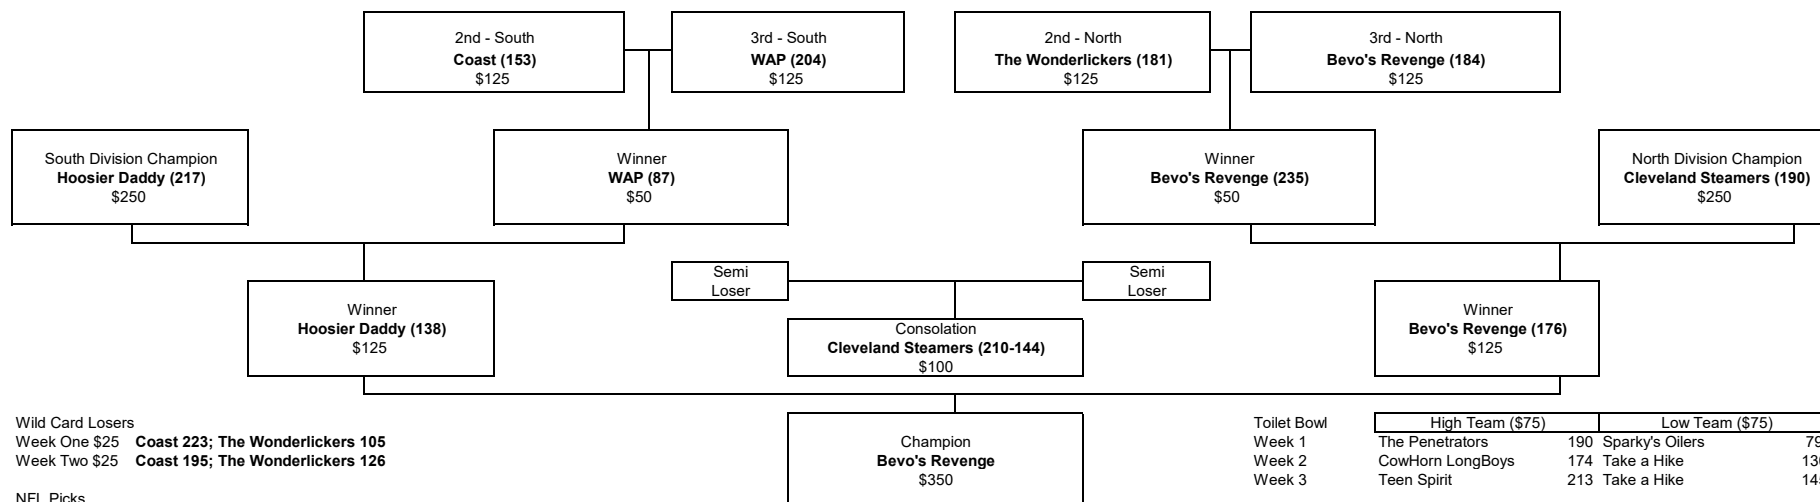 2nd - South
Coast (153)
$125
3rd - South
WAP (204)
$125
2nd - North
The Wonderlickers (181)
$125
3rd - North
Bevo's Revenge (184)
$125
South Division Champion
Hoosier Daddy (217)
$250
Winner
WAP (87)
$50
Winner
Bevo's Revenge (235)
$50
North Division Champion
Cleveland Steamers (190)
$250
Semi
Loser
Semi
Loser
Winner
Hoosier Daddy (138)
$125
Consolation
Cleveland Steamers (210-144)
$100
Winner
Bevo's Revenge (176)
$125
Wild Card Losers
Week One $25 Coast 223; The Wonderlickers 105
Week Two $25 Coast 195; The Wonderlickers 126
NFL Picks
Champion
Bevo's Revenge
$350
Toilet Bowl High Team ($75) Low Team ($75)
Week 1 The Penetrators 190 Sparky's Oilers
Week 2 CowHorn LongBoys 174 Take a Hike
Week 3 Teen Spirit 213 Take a Hike